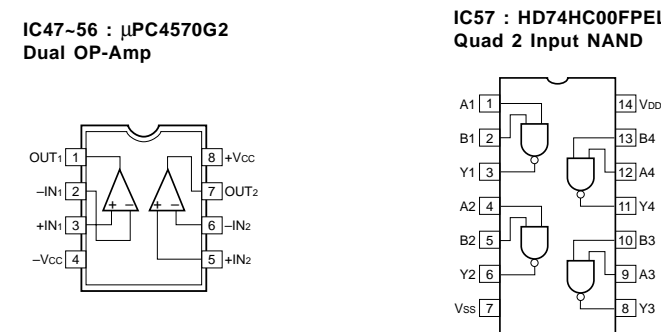 IC47~56 : µPC4570G2
Dual OP-Amp
OUT1 1
–IN1 2
+IN1 3
–VCC 4
8 +VCC
7 OUT2
6 –IN2
5 +IN2
+ –
+ –
IC57 : HD74HC00FPEL
Quad 2 Input NAND
A1 1
B1 2
Y1 3
A2 4
B2 5
Y2 6
VSS 7
14 VDD
13 B4
12 A4
11 Y4
10 B3
9 A3
8 Y3